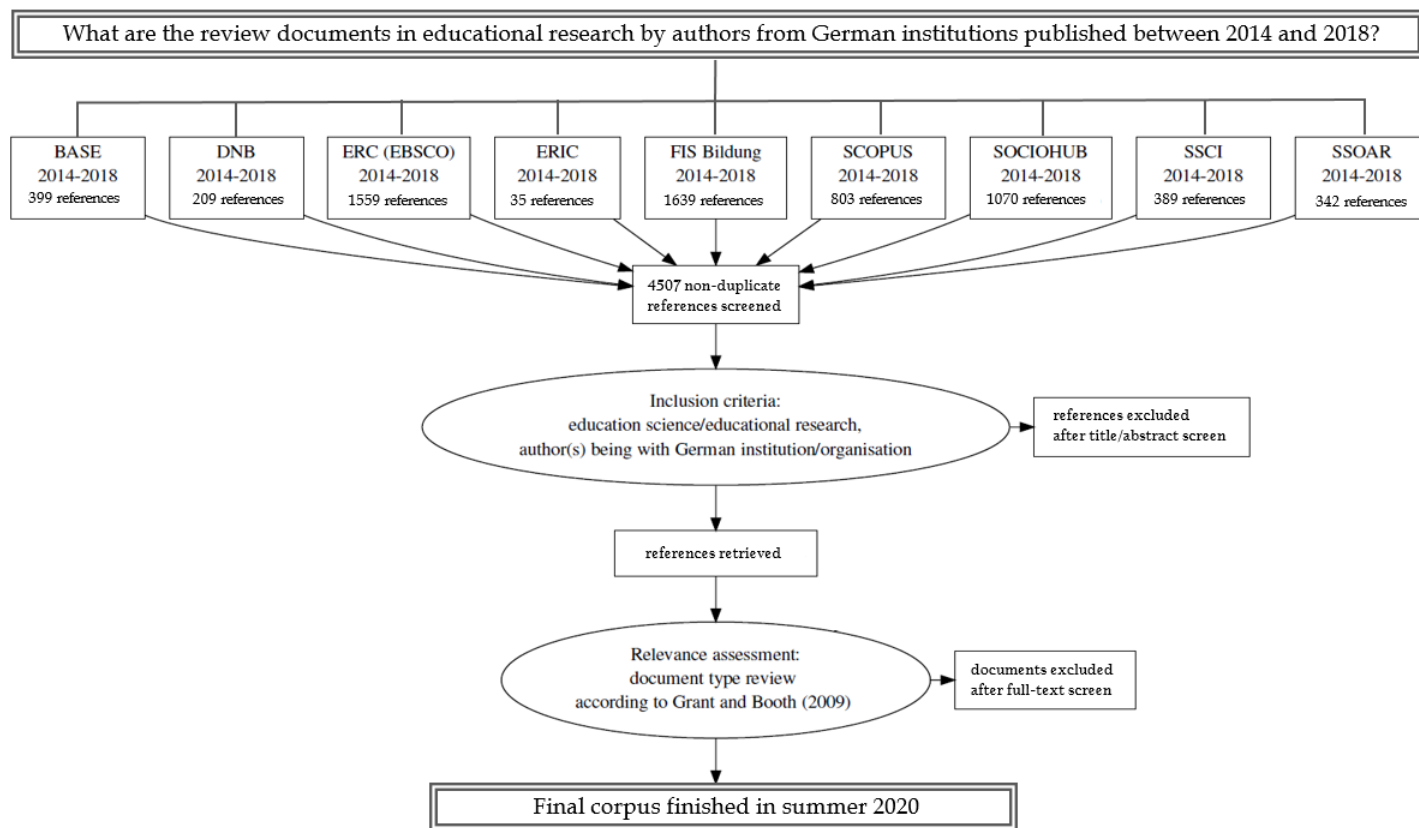 What are the review documents in educational research by authors from German institutions published between 2014 and 2018?
BASE
2014-2018
399 references
DNB
2014-2018
209 references
ERC (EBSCO)
2014-2018
1559 references
ERIC
2014-2018
35 references
FIS Bildung
2014-2018
1639 references
SCOPUS
2014-2018
803 references
SOCIOHUB
2014-2018
1070 references
SSCI
2014-2018
389 references
SSOAR
2014-2018
342 references
4507 non-duplicate
references screened
Inclusion criteria:
education science/educational research,
author(s) being with German institution/organisation
references excluded
after title/abstract screen
references retrieved
Relevance assessment:
document type review
according to Grant and Booth (2009)
documents excluded
after full-text screen
Final corpus finished in summer 2020